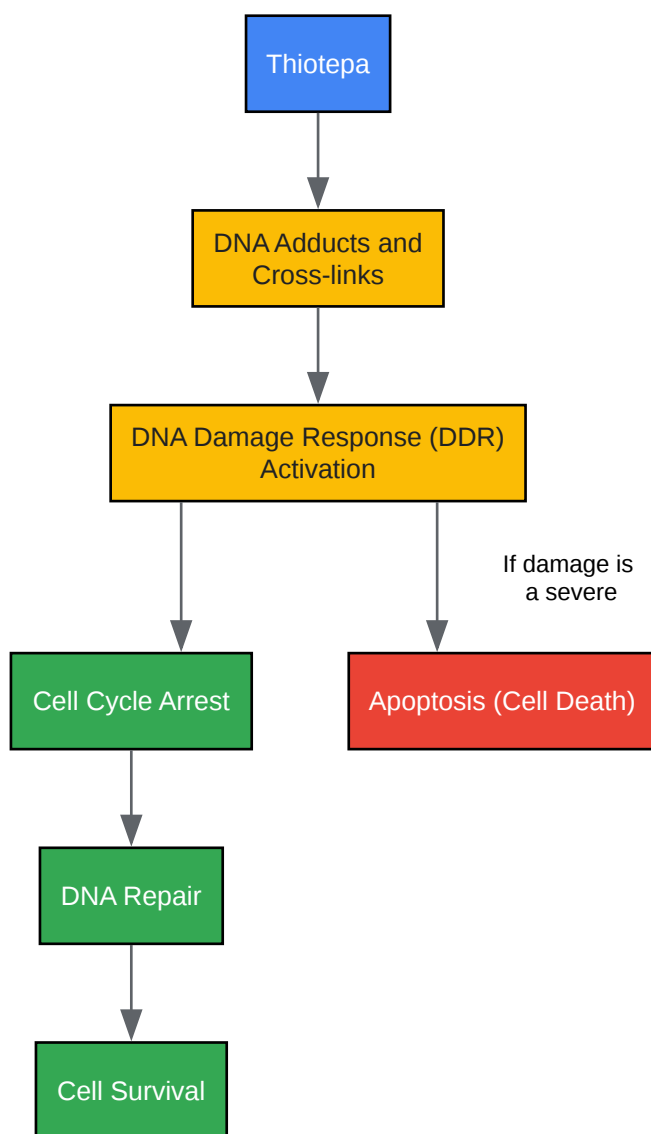 Thiotepa
DNA Adducts and
Cross-links
DNA Damage Response (DDR)
Activation
If damage is
a severe
Cell Cycle Arrest
Apoptosis (Cell Death)
DNA Repair
Cell Survival